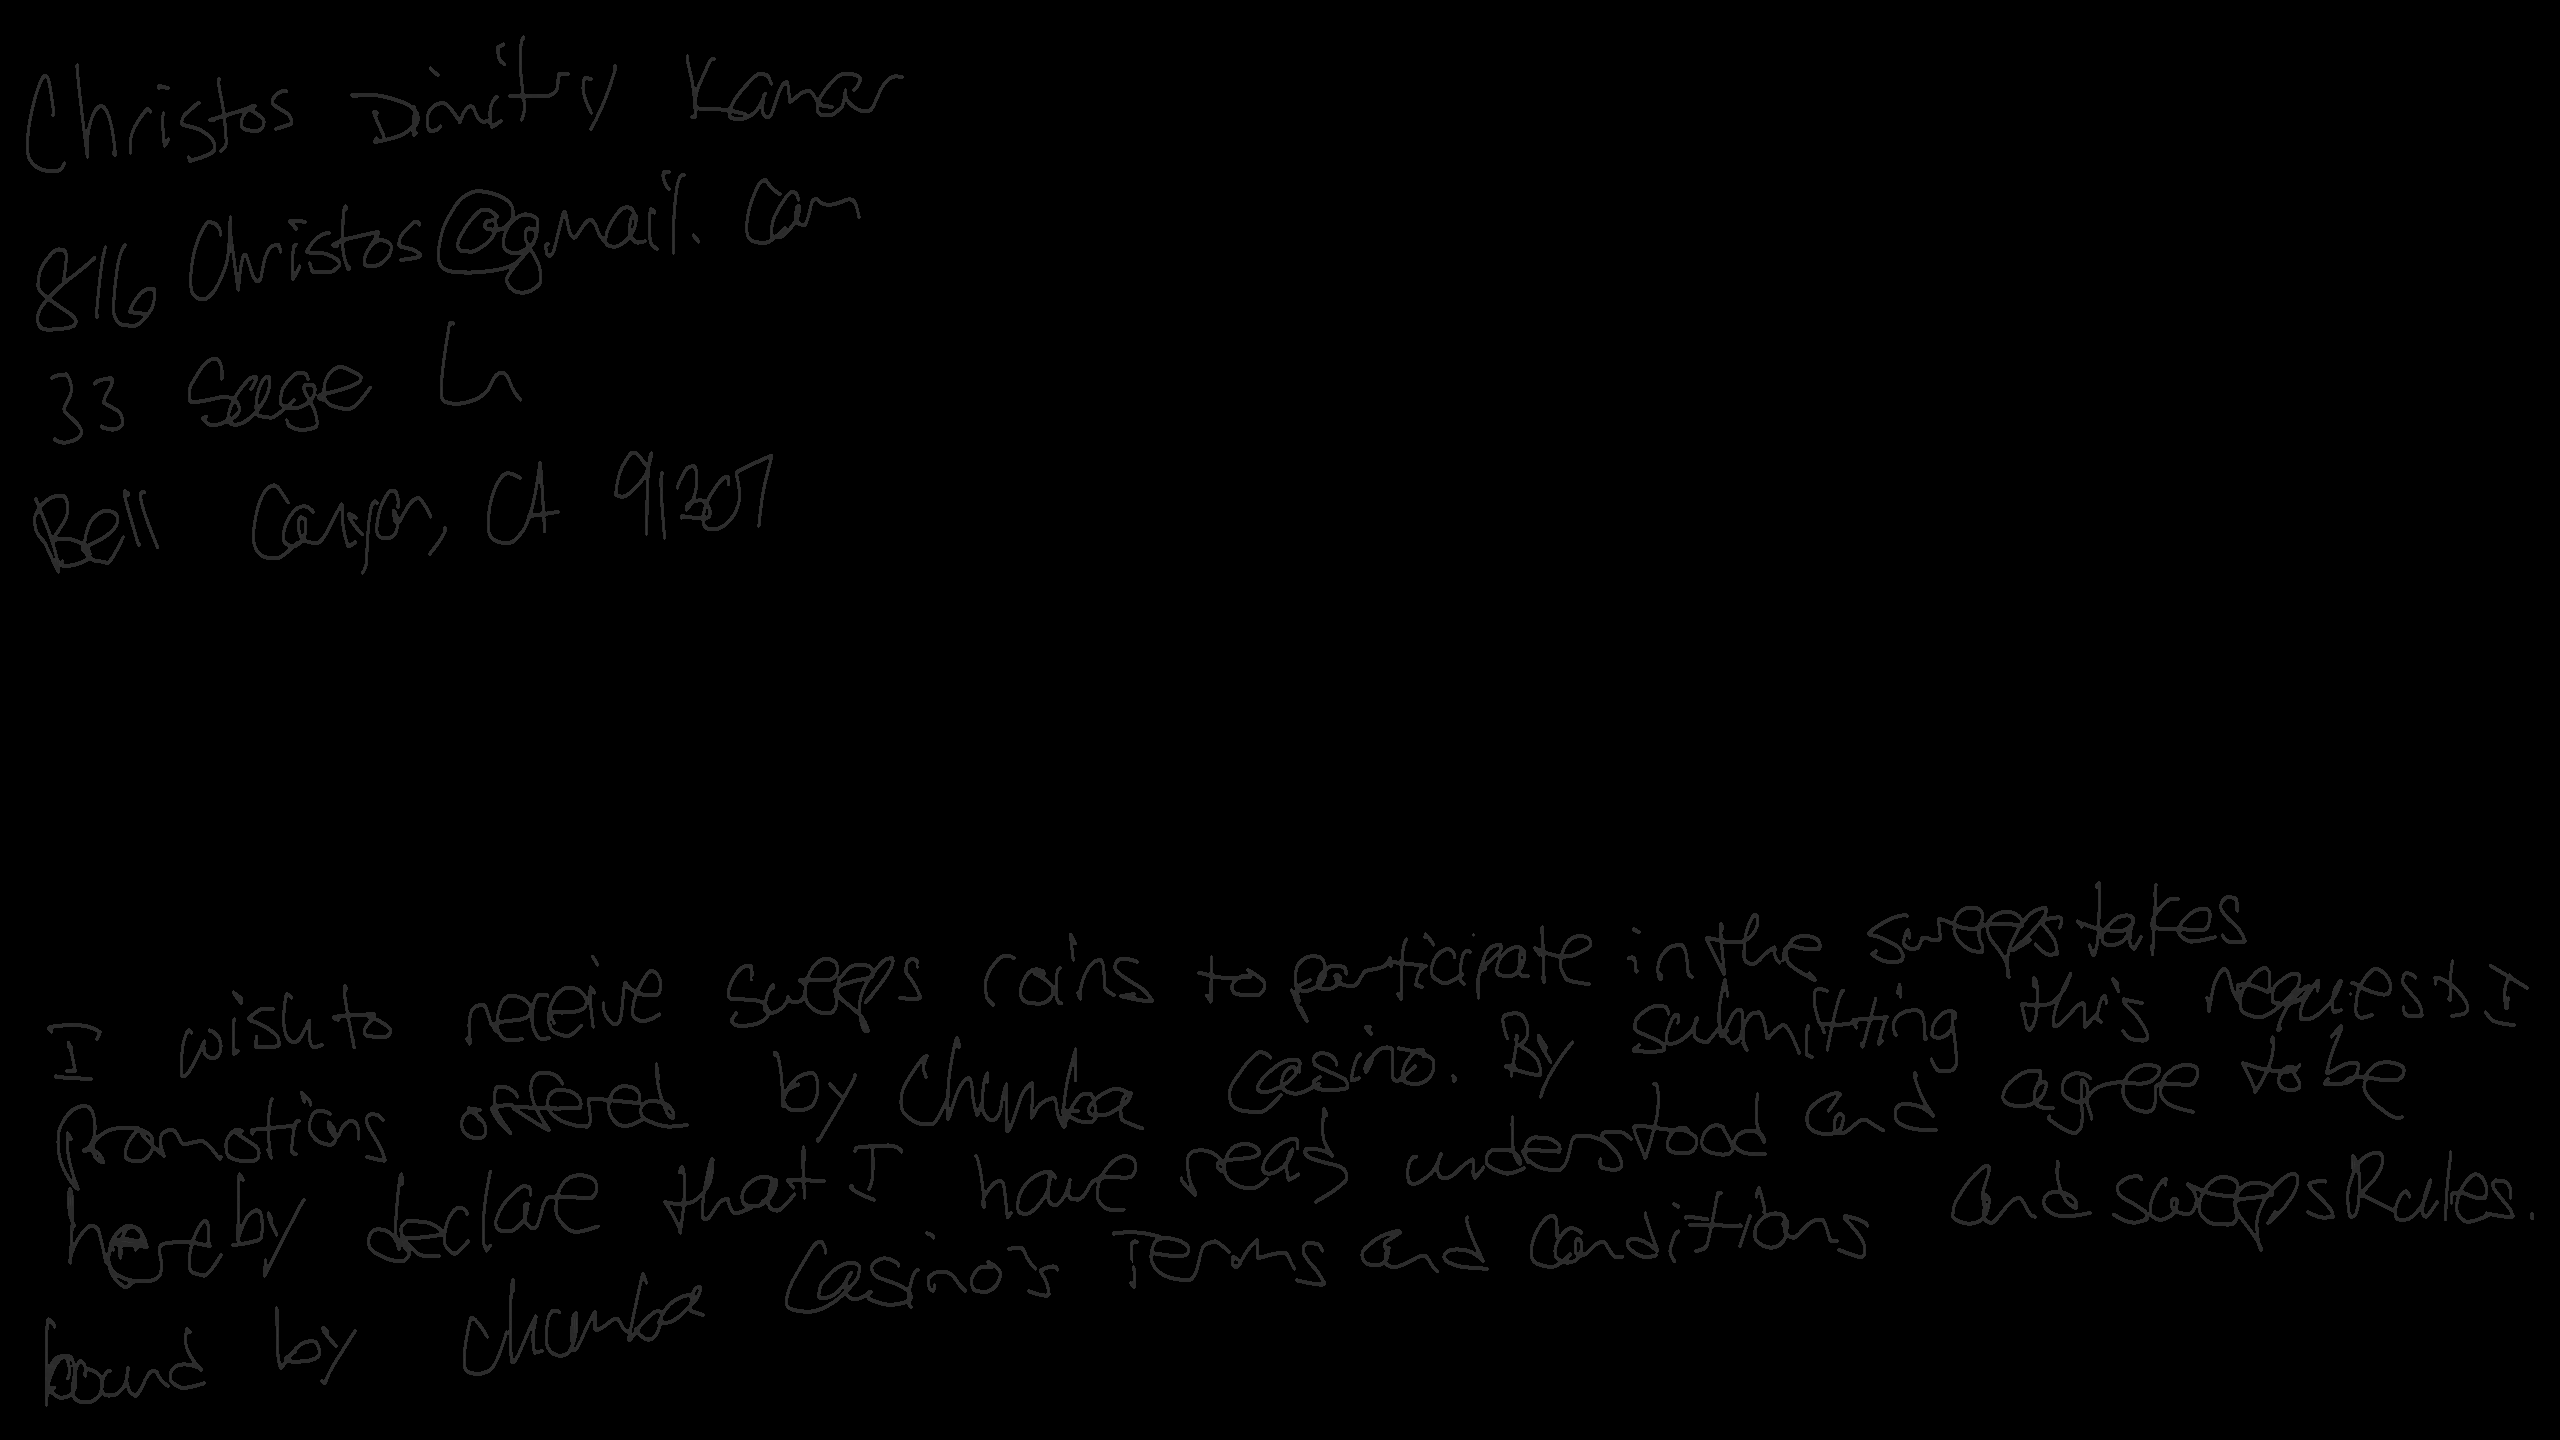 Christos Dimitry Kamar
816 Christos@gmail.com
33 Sage Ln
Bell Canyon, CA 91307
I wish to receive sweeps coins to participate in the sweepstakes
promotions offered by Chumba Casino. By submitting this request I
hereby declare that I have read understood and agree to be
bound by Chumba Casino's Terms and Conditions and Sweeps Rules.